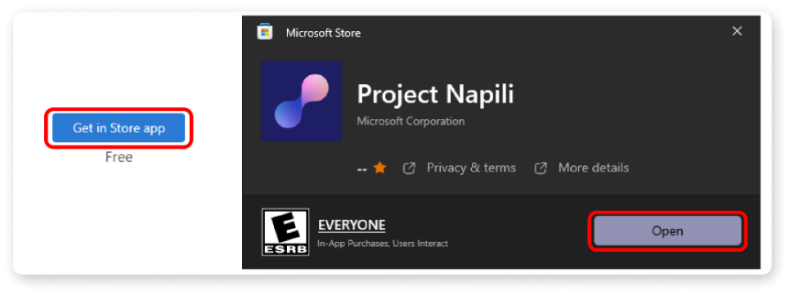 Get in Store app
Free
Microsoft Store
Project Napili
Microsoft Corporation
-- Privacy & terms More details
E
ESRB
EVERYONE
In-App Purchases, Users Interact
Open